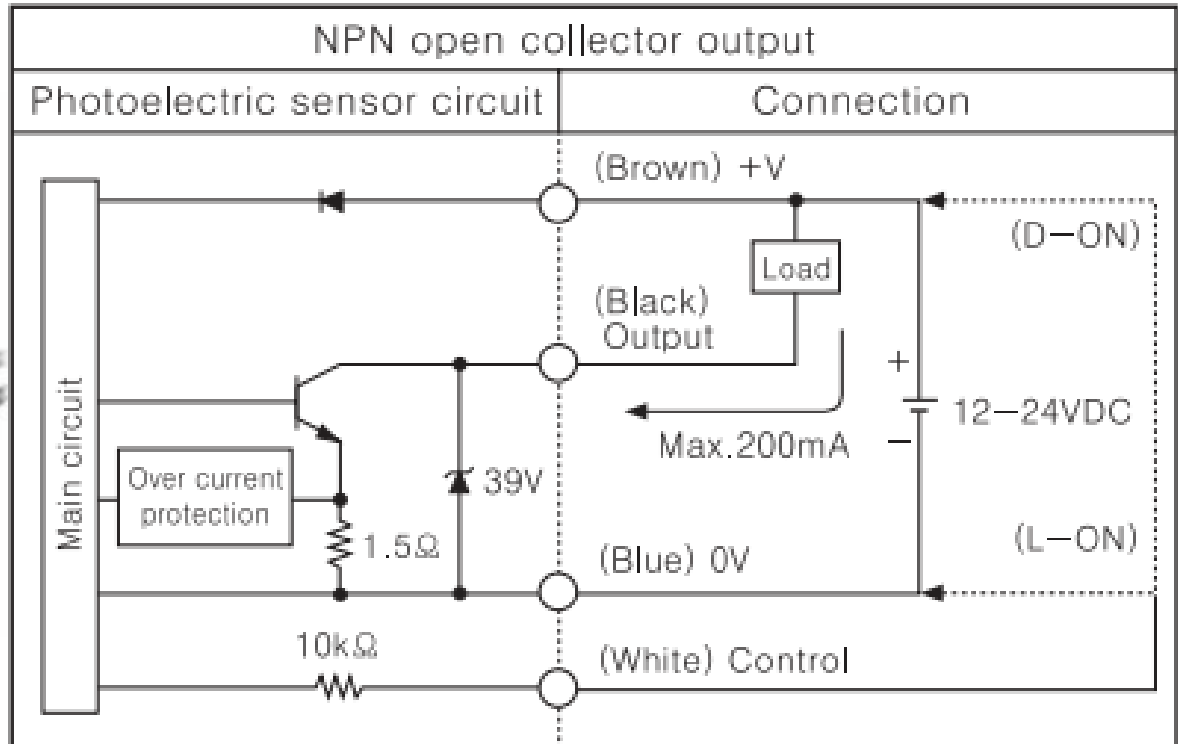 NPN open collector output
Photoelectric sensor circuit
Connection
(Brown) +V
(D-ON)
Load
(Black)
Output
+
12-24VDC
-
Max.200mA
Main circuit
Over current
protection
39V
1.5Ω
(L-ON)
(Blue) 0V
10kΩ
(White) Control